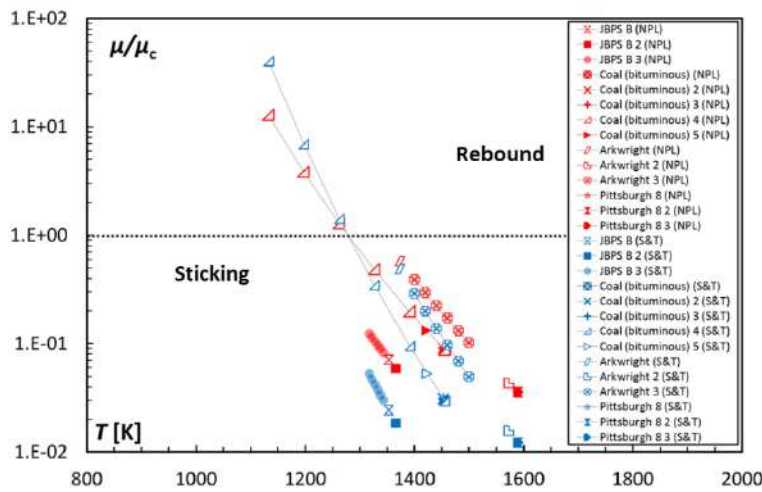 1.E+02
μ/μc
1.E+01
1.E+00
1.E-01
1.E-02
Rebound
Sticking
T [K]
800 1000 1200 1400 1600 1800 2000
JBPS B (NPL)
JBPS B 2 (NPL)
JBPS B 3 (NPL)
Coal (bituminous) (NPL)
Coal (bituminous) 2 (NPL)
Coal (bituminous) 3 (NPL)
Coal (bituminous) 4 (NPL)
Coal (bituminous) 5 (NPL)
Arkwright (NPL)
Arkwright 2 (NPL)
Arkwright 3 (NPL)
Pittsburgh 8 (NPL)
Pittsburgh 8 2 (NPL)
Pittsburgh 8 3 (NPL)
JBPS B (S&T)
JBPS B 2 (S&T)
JBPS B 3 (S&T)
Coal (bituminous) (S&T)
Coal (bituminous) 2 (S&T)
Coal (bituminous) 3 (S&T)
Coal (bituminous) 4 (S&T)
Coal (bituminous) 5 (S&T)
Arkwright (S&T)
Arkwright 2 (S&T)
Arkwright 3 (S&T)
Pittsburgh 8 (S&T)
Pittsburgh 8 2 (S&T)
Pittsburgh 8 3 (S&T)